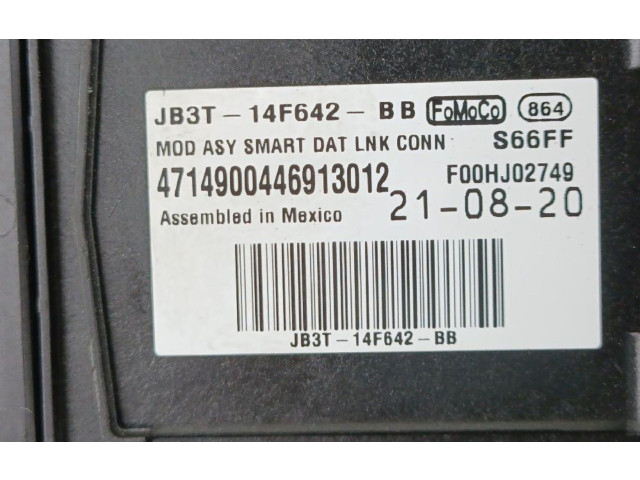 JB3T-14F642-BB FoMoCo 864
MOD ASY SMART DAT LNK CONN S66FF
4714900446913012 F00HJ02749
Assembled in Mexico 21-08-20
JB3T-14F642-BB